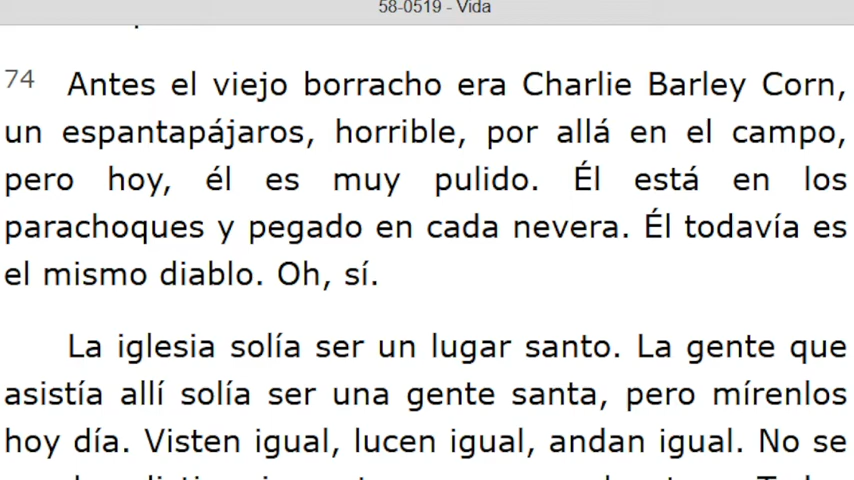 58-0519 - Vida
74 Antes el viejo borracho era Charlie Barley Corn,
un espantapájaros, horrible, por allá en el campo,
pero hoy, él es muy pulido. Él está en los
parachoques y pegado en cada nevera. Él todavía es
el mismo diablo. Oh, sí.
La iglesia solía ser un lugar santo. La gente que
asistía allí solía ser una gente santa, pero mírenlos
hoy día. Visten igual, lucen igual, andan igual. No se